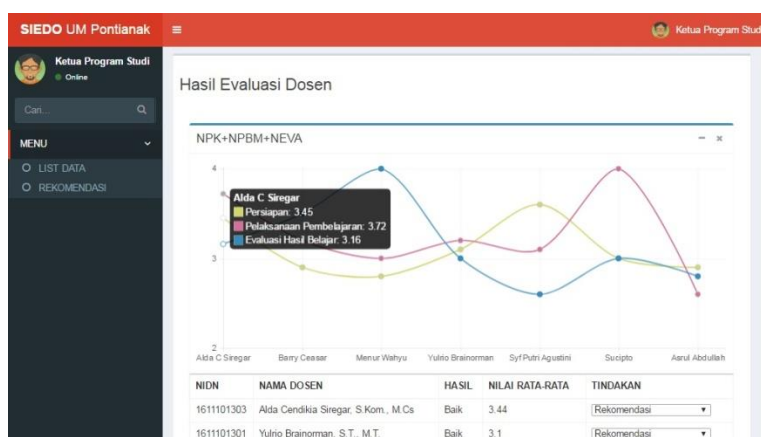 SIEDO UM Pontianak
Ketua Program Stud
Ketua Program Studi
Online
Cari...
MENU
LIST DATA
REKOMENDASI
Hasil Evaluasi Dosen
NPK+NPBM+NEVA
4
3
2
Alda C Siregar
Persiapan: 3.45
Pelaksanaan Pembelajaran: 3.72
Evaluasi Hasil Belajar: 3.16
Alda C Siregar Barry Ceasar Menur Wahyu Yulrio Brainorman Syf Putri Agustini Sucipto Asrul Abdullah
NIDN NAMA DOSEN HASIL NILAI RATA-RATA TINDAKAN
1611101303 Alda Cendikia Siregar, S.Kom., M.Cs Baik 3.44 Rekomendasi
1611101301 Yulrio Brainorman, S.T., M.T. Baik 3.1 Rekomendasi